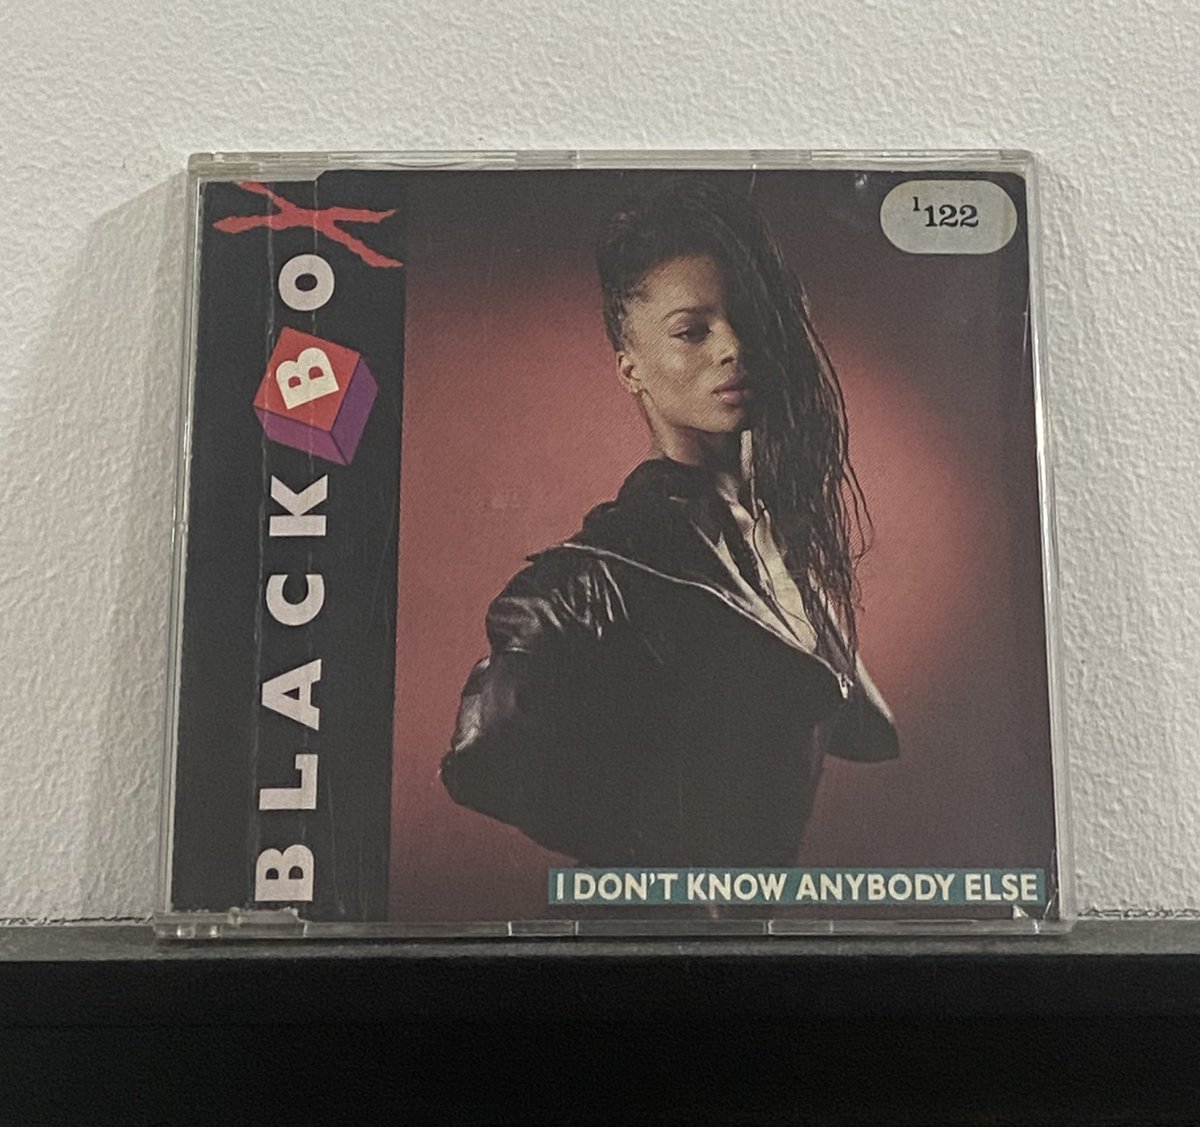 BLACK BOX
1122
I DON'T KNOW ANYBODY ELSE